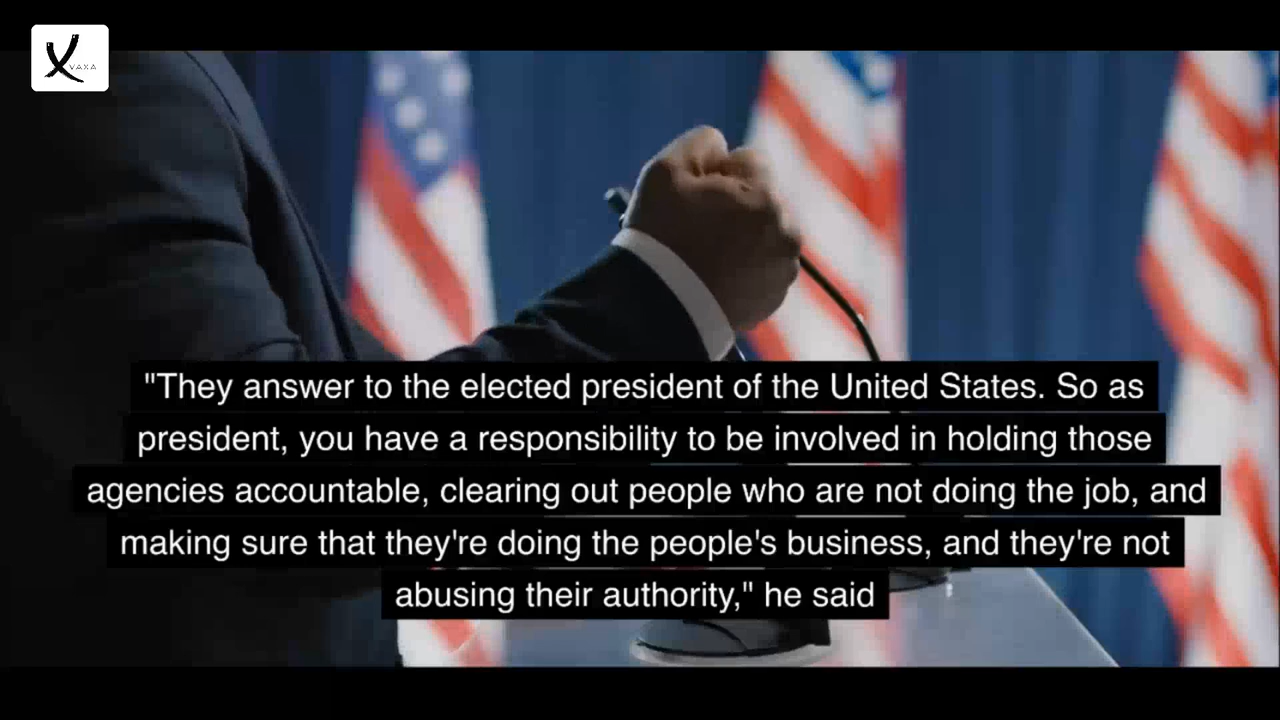 VAXA
"They answer to the elected president of the United States. So as
president, you have a responsibility to be involved in holding those
agencies accountable, clearing out people who are not doing the job, and
making sure that they're doing the people's business, and they're not
abusing their authority," he said